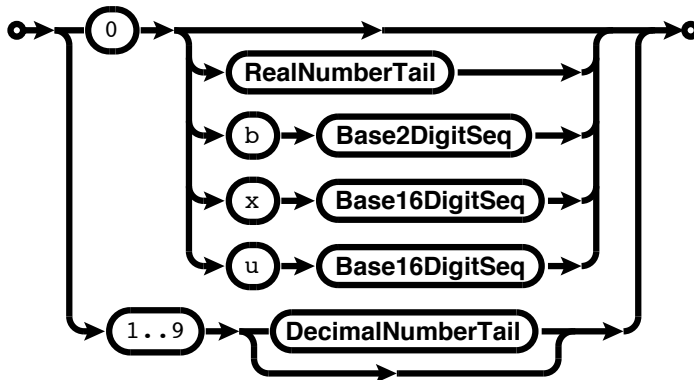 0
RealNumberTail
b Base2DigitSeq
x Base16DigitSeq
u Base16DigitSeq
1..9 DecimalNumberTail